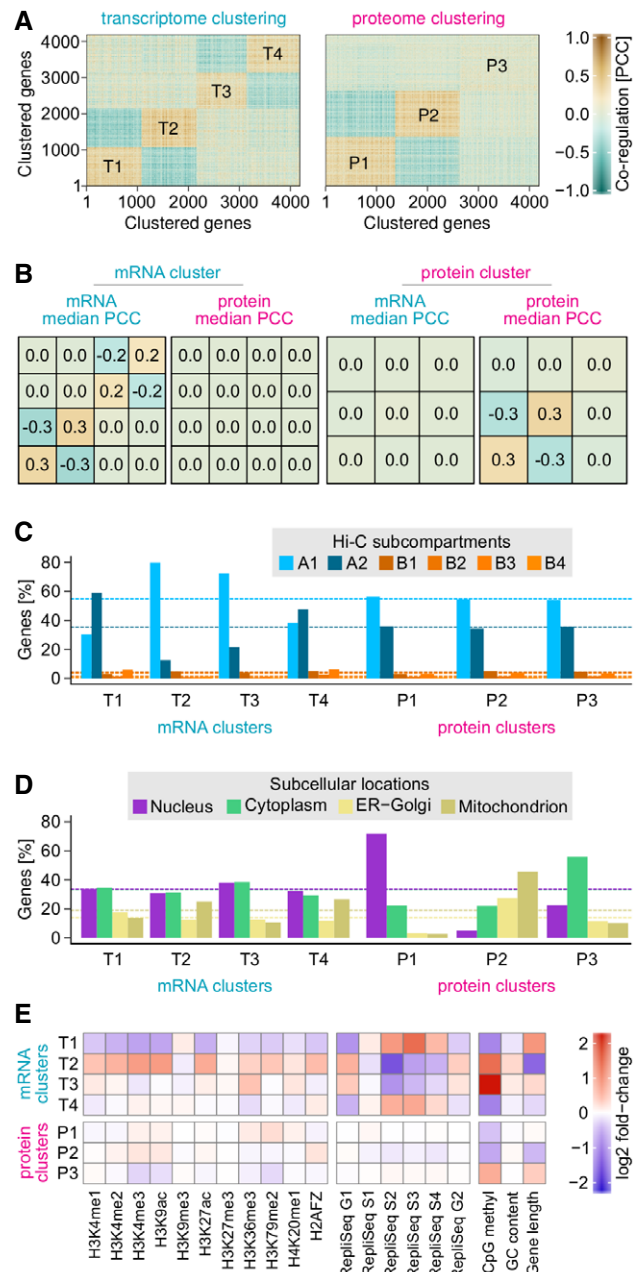 A
transcriptome clustering
proteome clustering
Clustered genes
4000
3000
2000
1000
1
T1
T2
T3
T4
1 1000 2000 3000 4000
Clustered genes
P1
P2
P3
1 1000 2000 3000 4000
Clustered genes
1.0
0.5
0
−0.5
−1.0
Co-regulation [PCC]
B
mRNA cluster
protein cluster
mRNA median PCC
protein median PCC
mRNA median PCC
protein median PCC
0.0 0.0 -0.2 0.2
0.0 0.0 0.2 -0.2
-0.3 0.3 0.0 0.0
0.3 -0.3 0.0 0.0
0.0 0.0 0.0 0.0
0.0 0.0 0.0 0.0
0.0 0.0 0.0 0.0
0.0 0.0 0.0 0.0
0.0 0.0 0.0
0.0 0.0 0.0
0.0 0.0 0.0
0.0 0.0 0.0
-0.3 0.3 0.0
0.3 -0.3 0.0
C
Hi-C subcompartments
A1 A2 B1 B2 B3 B4
Genes [%]
80
60
40
20
0
T1 T2 T3 T4 P1 P2 P3
mRNA clusters
protein clusters
D
Subcellular locations
Nucleus Cytoplasm ER−Golgi Mitochondrion
Genes [%]
80
60
40
20
0
T1 T2 T3 T4 P1 P2 P3
mRNA clusters
protein clusters
E
mRNA clusters
T1
T2
T3
T4
protein clusters
P1
P2
P3
H3K4me1
H3K4me2
H3K4me3
H3K9ac
H3K9me3
H3K27ac
H3K27me3
H3K36me3
H3K79me2
H4K20me1
H2AFZ
RepliSeq G1
RepliSeq S1
RepliSeq S2
RepliSeq S3
RepliSeq S4
RepliSeq G2
CpG methyl
GC content
Gene length
2
1
0
−1
−2
log2 fold−change